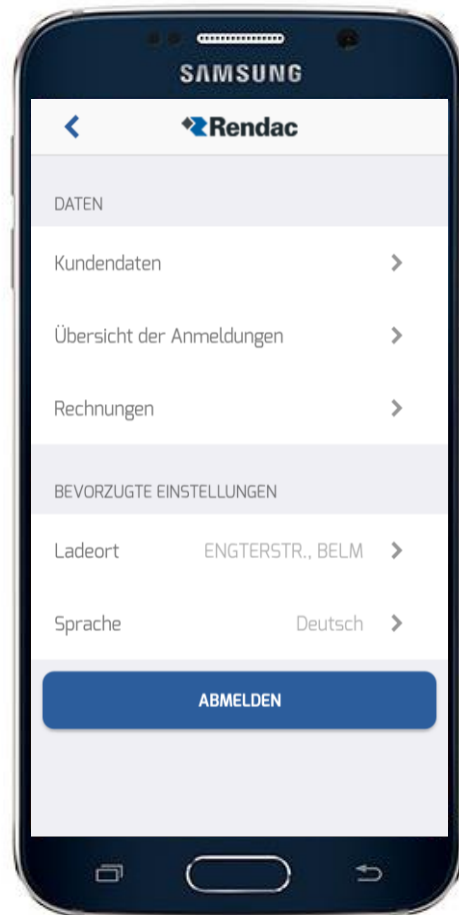 SAMSUNG
Rendac
DATEN
Kundendaten
Übersicht der Anmeldungen
Rechnungen
BEVORZUGTE EINSTELLUNGEN
Ladeort ENGTERSTR., BELM
Sprache Deutsch
ABMELDEN